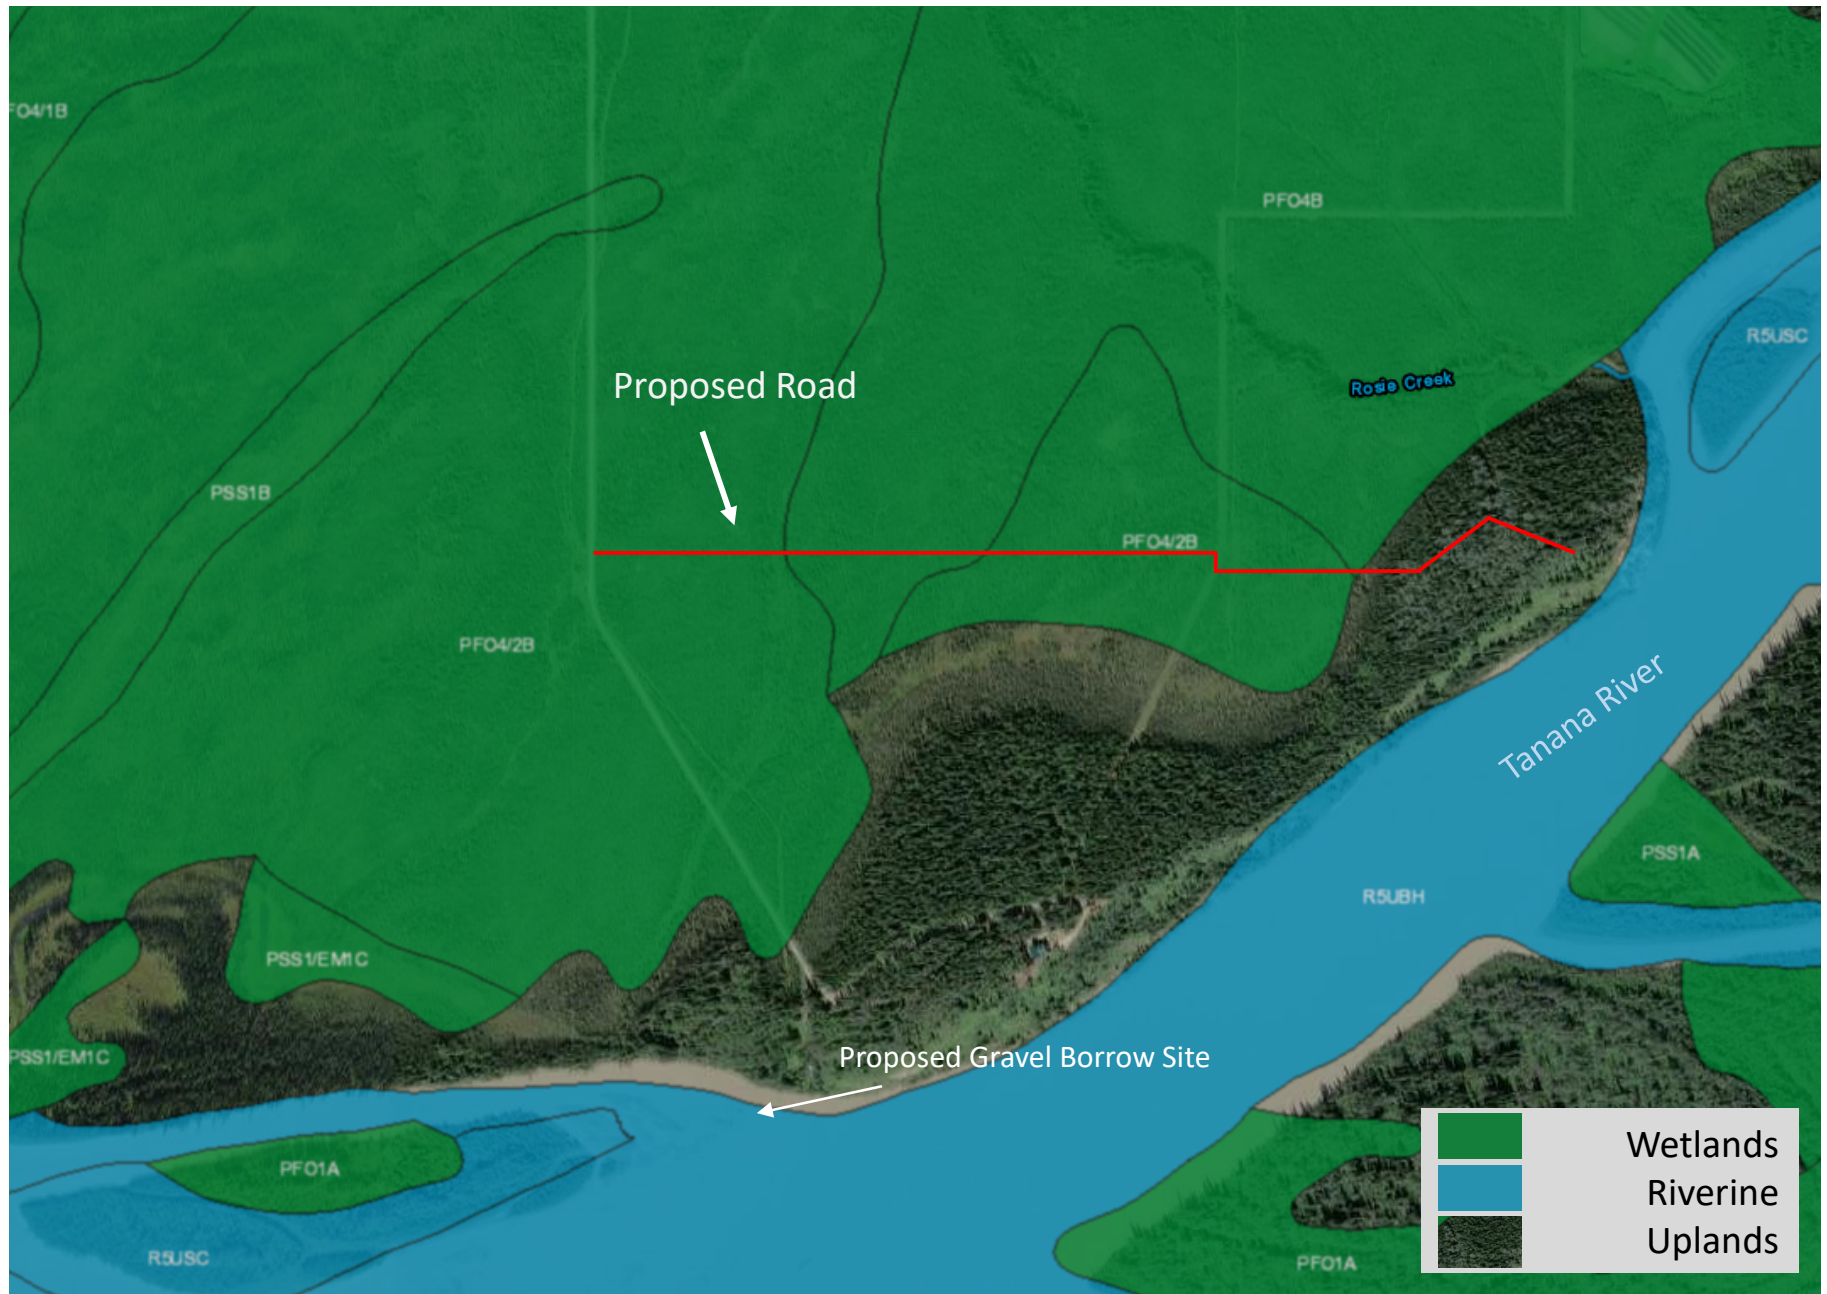 FO4/1B
PFO4B
R5USC
Proposed Road
Rosie Creek
PSS1B
PFO4/2B
PFO4/2B
Tanana River
PSS1A
R5UBH
PSS1/EM1C
PSS1/EM1C
Proposed Gravel Borrow Site
PFO1A
R5USC
PFO1A
Wetlands
Riverine
Uplands